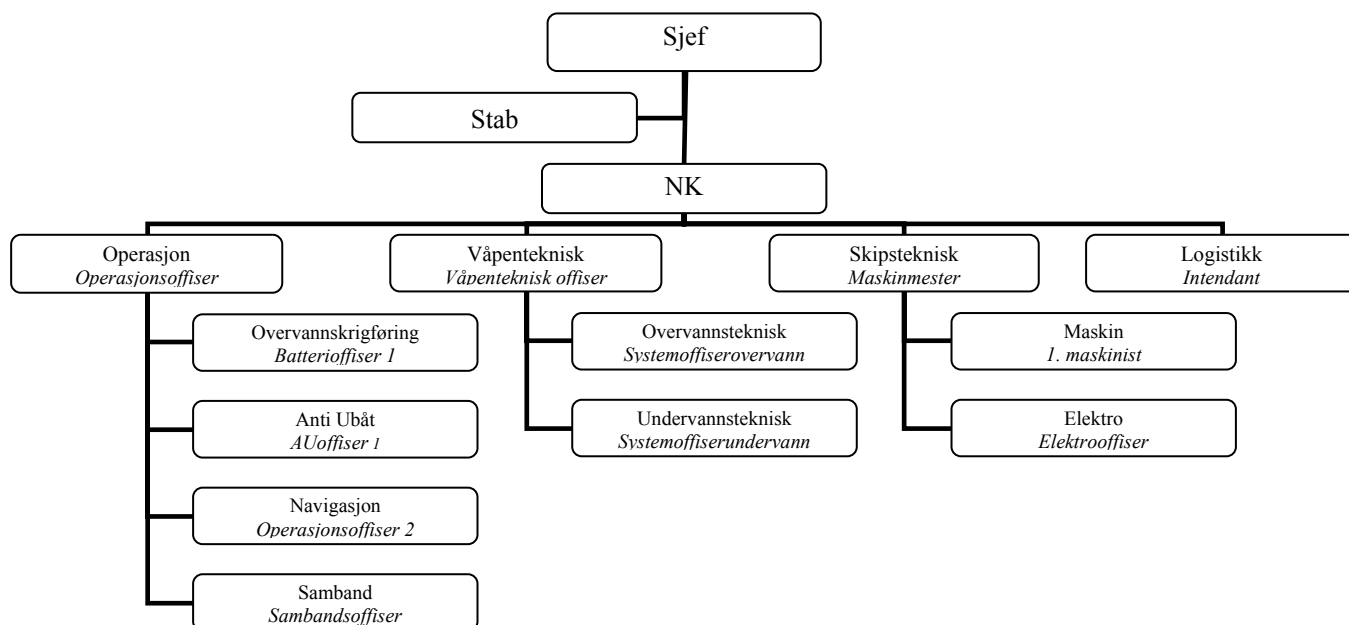 Sjef
Stab
NK
Operasjon
Operasjonsoffiser
Våpenteknisk
Våpenteknisk offiser
Skipsteknisk
Maskinmester
Logistikk
Intendant
Overvannskrigføring
Batterioffiser 1
Anti Ubåt
AUoffiser 1
Navigasjon
Operasjonsoffiser 2
Samband
Sambandsoffiser
Overvannsteknisk
Systemoffiserovervann
Undervannsteknisk
Systemoffiserundervann
Maskin
1. maskinist
Elektro
Elektrooffiser